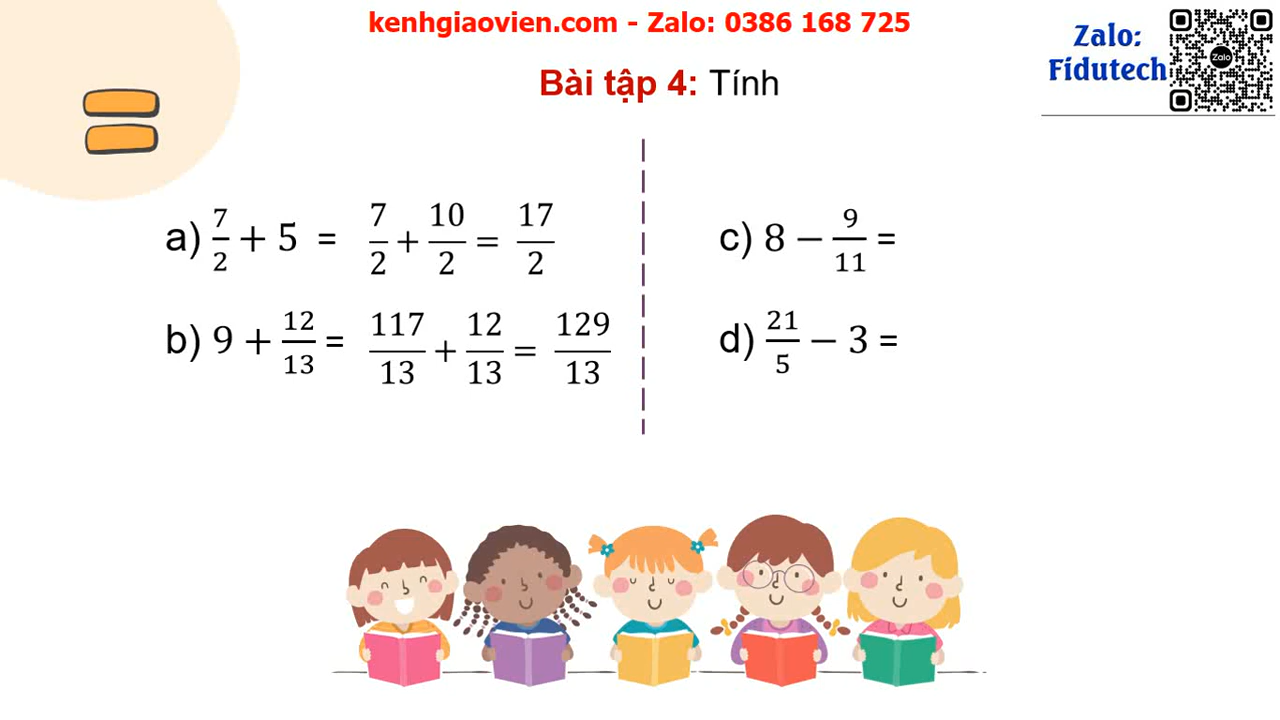 kenhgiaovien.com - Zalo: 0386 168 725
Zalo:
Fidutech
Zalo
Bài tập 4: Tính
a) 7/2 + 5 = 7/2 + 10/2 = 17/2
b) 9 + 12/13 = 117/13 + 12/13 = 129/13
c) 8 − 9/11 =
d) 21/5 − 3 =